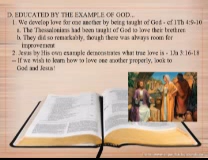 D. EDUCATED BY THE EXAMPLE OF GOD...
1. We develop love for one another by being taught of God - cf 1Th 4:9-10
a. The Thessalonians had been taught of God to love their brethren
b. They did so remarkably, though there was always room for
improvement
2. Jesus by His own example demonstrates what true love is - 1Jn 3:16-18
-- If we wish to learn how to love one another properly, look to
God and Jesus!